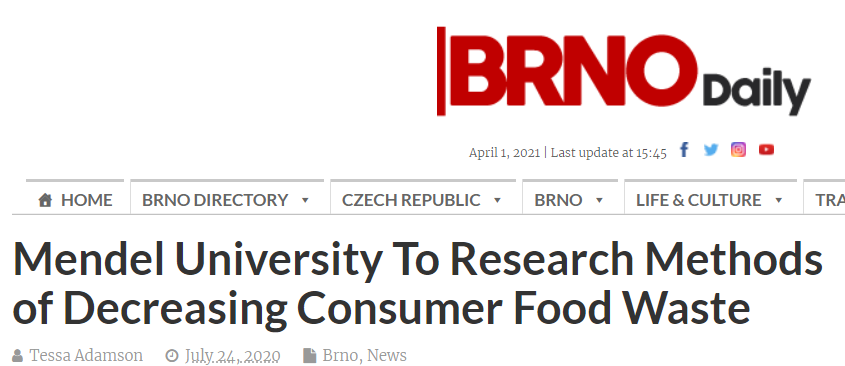 BRNO Daily
April 1, 2021 | Last update at 15:45
HOME BRNO DIRECTORY CZECH REPUBLIC BRNO LIFE & CULTURE TRA
Mendel University To Research Methods
of Decreasing Consumer Food Waste
Tessa Adamson July 24, 2020 Brno, News